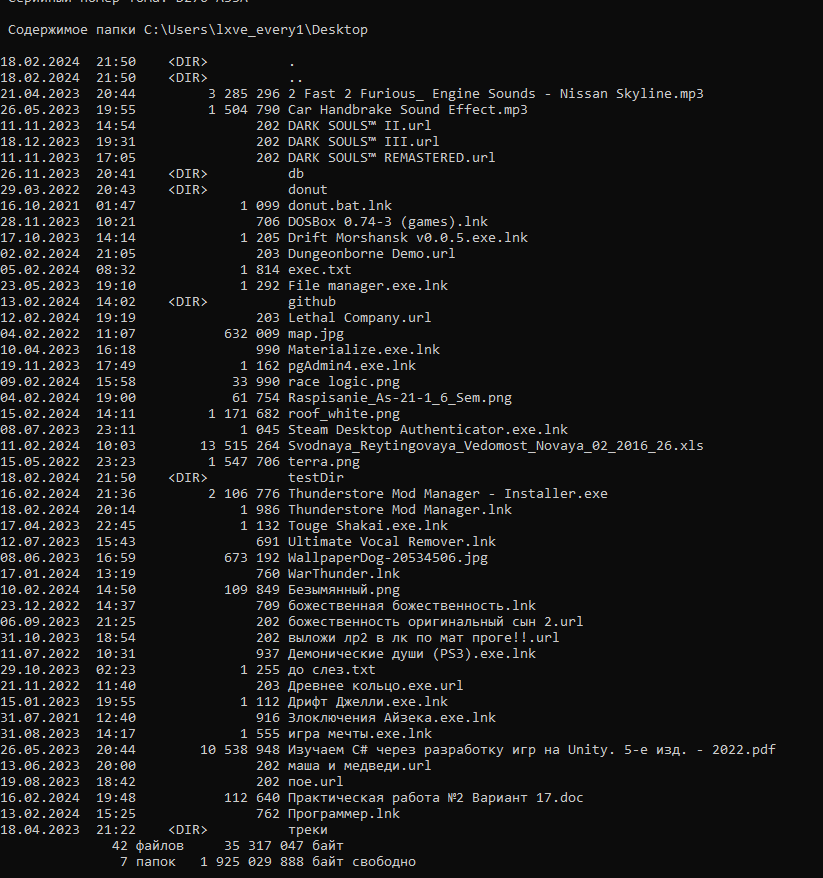 Содержимое папки C:\Users\lxve_every1\Desktop
18.02.2024 21:50 <DIR> .
18.02.2024 21:50 <DIR> ..
21.04.2023 20:44 3 285 296 2 Fast 2 Furious_ Engine Sounds - Nissan Skyline.mp3
26.05.2023 19:55 1 504 790 Car Handbrake Sound Effect.mp3
11.11.2023 14:54 202 DARK SOULS™ II.url
18.12.2023 19:31 202 DARK SOULS™ III.url
11.11.2023 17:05 202 DARK SOULS™ REMASTERED.url
26.11.2023 20:41 <DIR> db
29.03.2022 20:43 <DIR> donut
16.10.2021 01:47 1 099 donut.bat.lnk
28.11.2023 10:21 706 DOSBox 0.74-3 (games).lnk
17.10.2023 14:14 1 205 Drift Morshansk v0.0.5.exe.lnk
02.02.2024 21:05 203 Dungeonborne Demo.url
05.02.2024 08:32 1 814 exec.txt
23.05.2023 19:10 1 292 File manager.exe.lnk
13.02.2024 14:02 <DIR> github
12.02.2024 19:19 203 Lethal Company.url
04.02.2022 11:07 632 009 map.jpg
10.04.2023 16:18 990 Materialize.exe.lnk
19.11.2023 17:49 1 162 pgAdmin4.exe.lnk
09.02.2024 15:58 33 990 race logic.png
04.02.2024 19:00 61 754 Raspisanie_As-21-1_6_Sem.png
15.02.2024 14:11 1 171 682 roof_white.png
08.07.2023 23:11 1 045 Steam Desktop Authenticator.exe.lnk
11.02.2024 10:03 13 515 264 Svodnaya_Reytingovaya_Vedomost_Novaya_02_2016_26.xls
15.05.2022 23:23 1 547 706 terra.png
18.02.2024 21:50 <DIR> testDir
16.02.2024 21:36 2 106 776 Thunderstore Mod Manager - Installer.exe
18.02.2024 20:14 1 986 Thunderstore Mod Manager.lnk
17.04.2023 22:45 1 132 Touge Shakai.exe.lnk
12.07.2023 15:43 691 Ultimate Vocal Remover.lnk
08.06.2023 16:59 673 192 WallpaperDog-20534506.jpg
17.01.2024 13:19 760 WarThunder.lnk
10.02.2024 14:50 109 849 Безымянный.png
23.12.2022 14:37 709 божественная божественность.lnk
06.09.2023 21:25 202 божественность оригинальный сын 2.url
31.10.2023 18:54 202 выложи лр2 в лк по мат проге!!.url
11.07.2022 10:31 937 Демонические души (PS3).exe.lnk
29.10.2023 02:23 1 255 до слез.txt
21.11.2022 11:40 203 Древнее кольцо.exe.url
15.01.2023 19:55 1 112 Дрифт Джелли.exe.lnk
31.07.2021 12:40 916 Злоключения Айзека.exe.lnk
31.08.2023 14:17 1 555 игра мечты.exe.lnk
26.05.2023 20:44 10 538 948 Изучаем C# через разработку игр на Unity. 5-е изд. - 2022.pdf
13.06.2023 20:00 202 маша и медведи.url
19.08.2023 18:42 202 пое.url
16.02.2024 19:48 112 640 Практическая работа №2 Вариант 17.doc
13.02.2024 15:25 762 Программер.lnk
18.04.2023 21:22 <DIR> треки
42 файлов 35 317 047 байт
7 папок 1 925 029 888 байт свободно